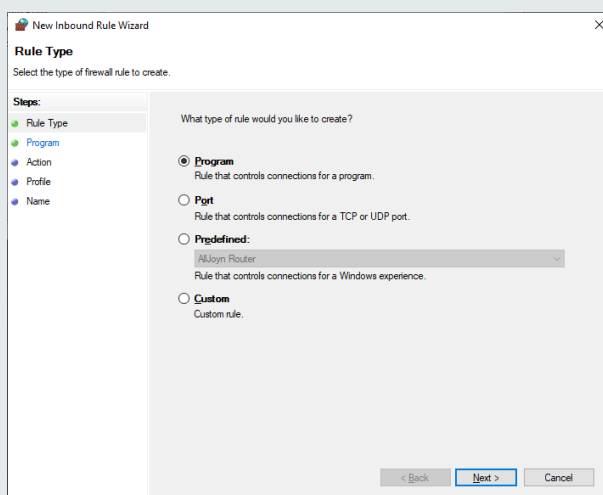 New Inbound Rule Wizard
Rule Type
Select the type of firewall rule to create.
Steps:
Rule Type
Program
Action
Profile
Name
What type of rule would you like to create?
Program
Rule that controls connections for a program.
Port
Rule that controls connections for a TCP or UDP port.
Predefined:
AllJoyn Router
Rule that controls connections for a Windows experience.
Custom
Custom rule.
< Back Next > Cancel